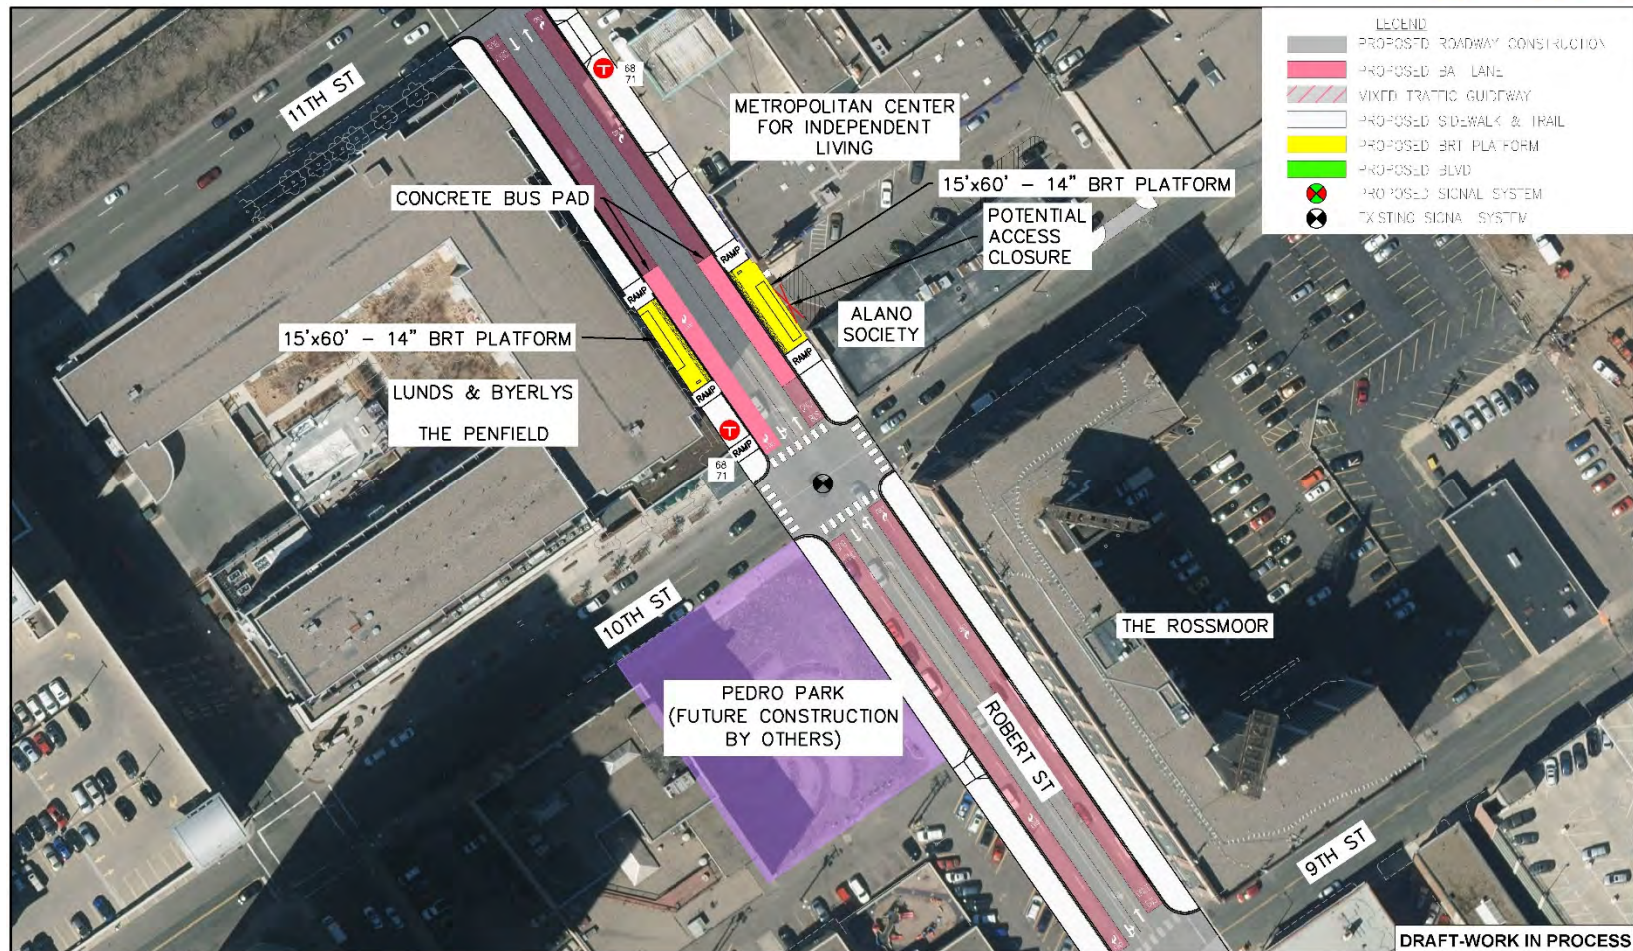 LEGEND
PROPOSED ROADWAY CONSTRUCTION
PROPOSED BAT LANE
MIXED TRAFFIC GUIDEWAY
PROPOSED SIDEWALK & TRAIL
PROPOSED BRT PLATFORM
PROPOSED BLVD
PROPOSED SIGNAL SYSTEM
EXISTING SIGNAL SYSTEM
11TH ST
T
68
71
METROPOLITAN CENTER
FOR INDEPENDENT
LIVING
CONCRETE BUS PAD
15'x60' - 14" BRT PLATFORM
POTENTIAL
ACCESS
CLOSURE
RAMP
RAMP
ALANO
SOCIETY
15'x60' - 14" BRT PLATFORM
RAMP
RAMP
LUNDS & BYERLYS
THE PENFIELD
T
RAMP
68
71
10TH ST
THE ROSSMOOR
PEDRO PARK
(FUTURE CONSTRUCTION
BY OTHERS)
ROBERT ST
9TH ST
DRAFT-WORK IN PROCESS